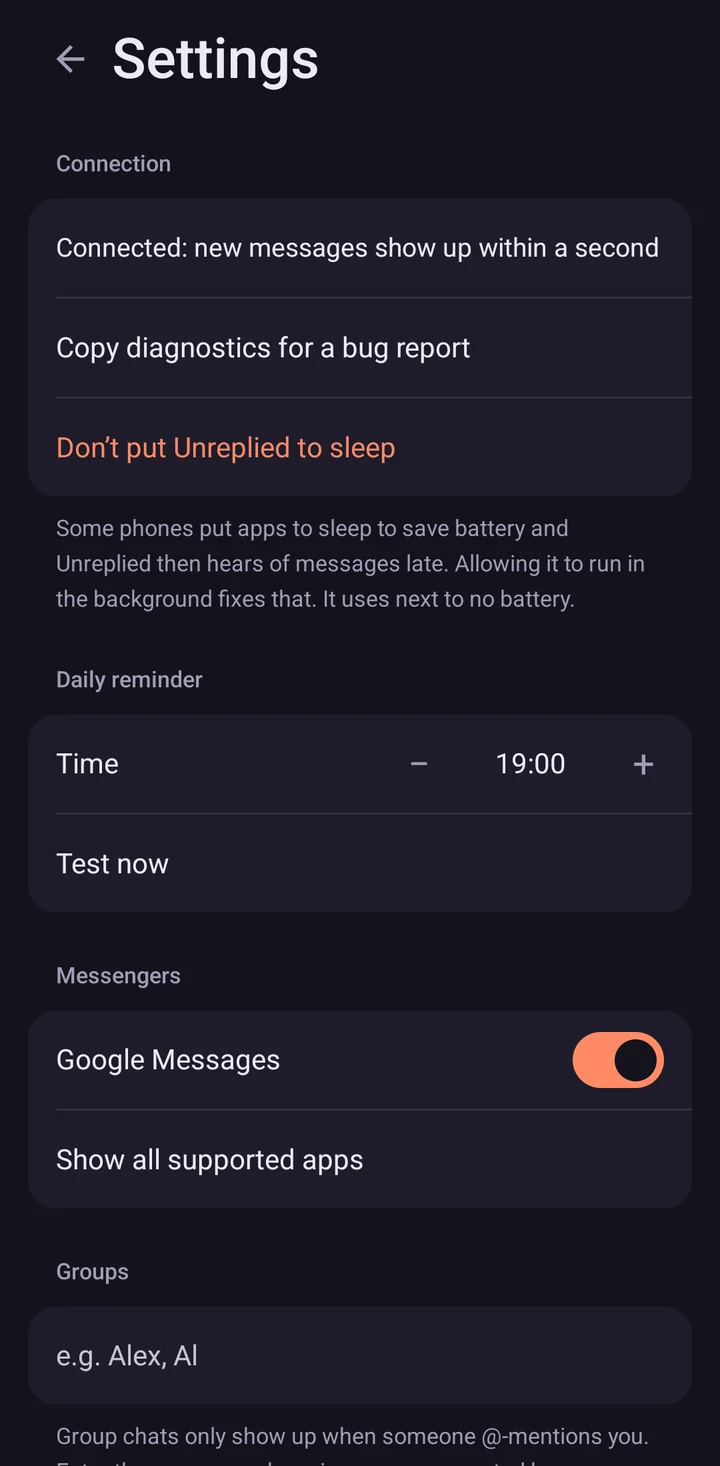 Settings
Connection
Connected: new messages show up within a second
Copy diagnostics for a bug report
Don’t put Unreplied to sleep
Some phones put apps to sleep to save battery and
Unreplied then hears of messages late. Allowing it to run in
the background fixes that. It uses next to no battery.
Daily reminder
Time − 19:00 +
Test now
Messengers
Google Messages
Show all supported apps
Groups
e.g. Alex, Al
Group chats only show up when someone @-mentions you.